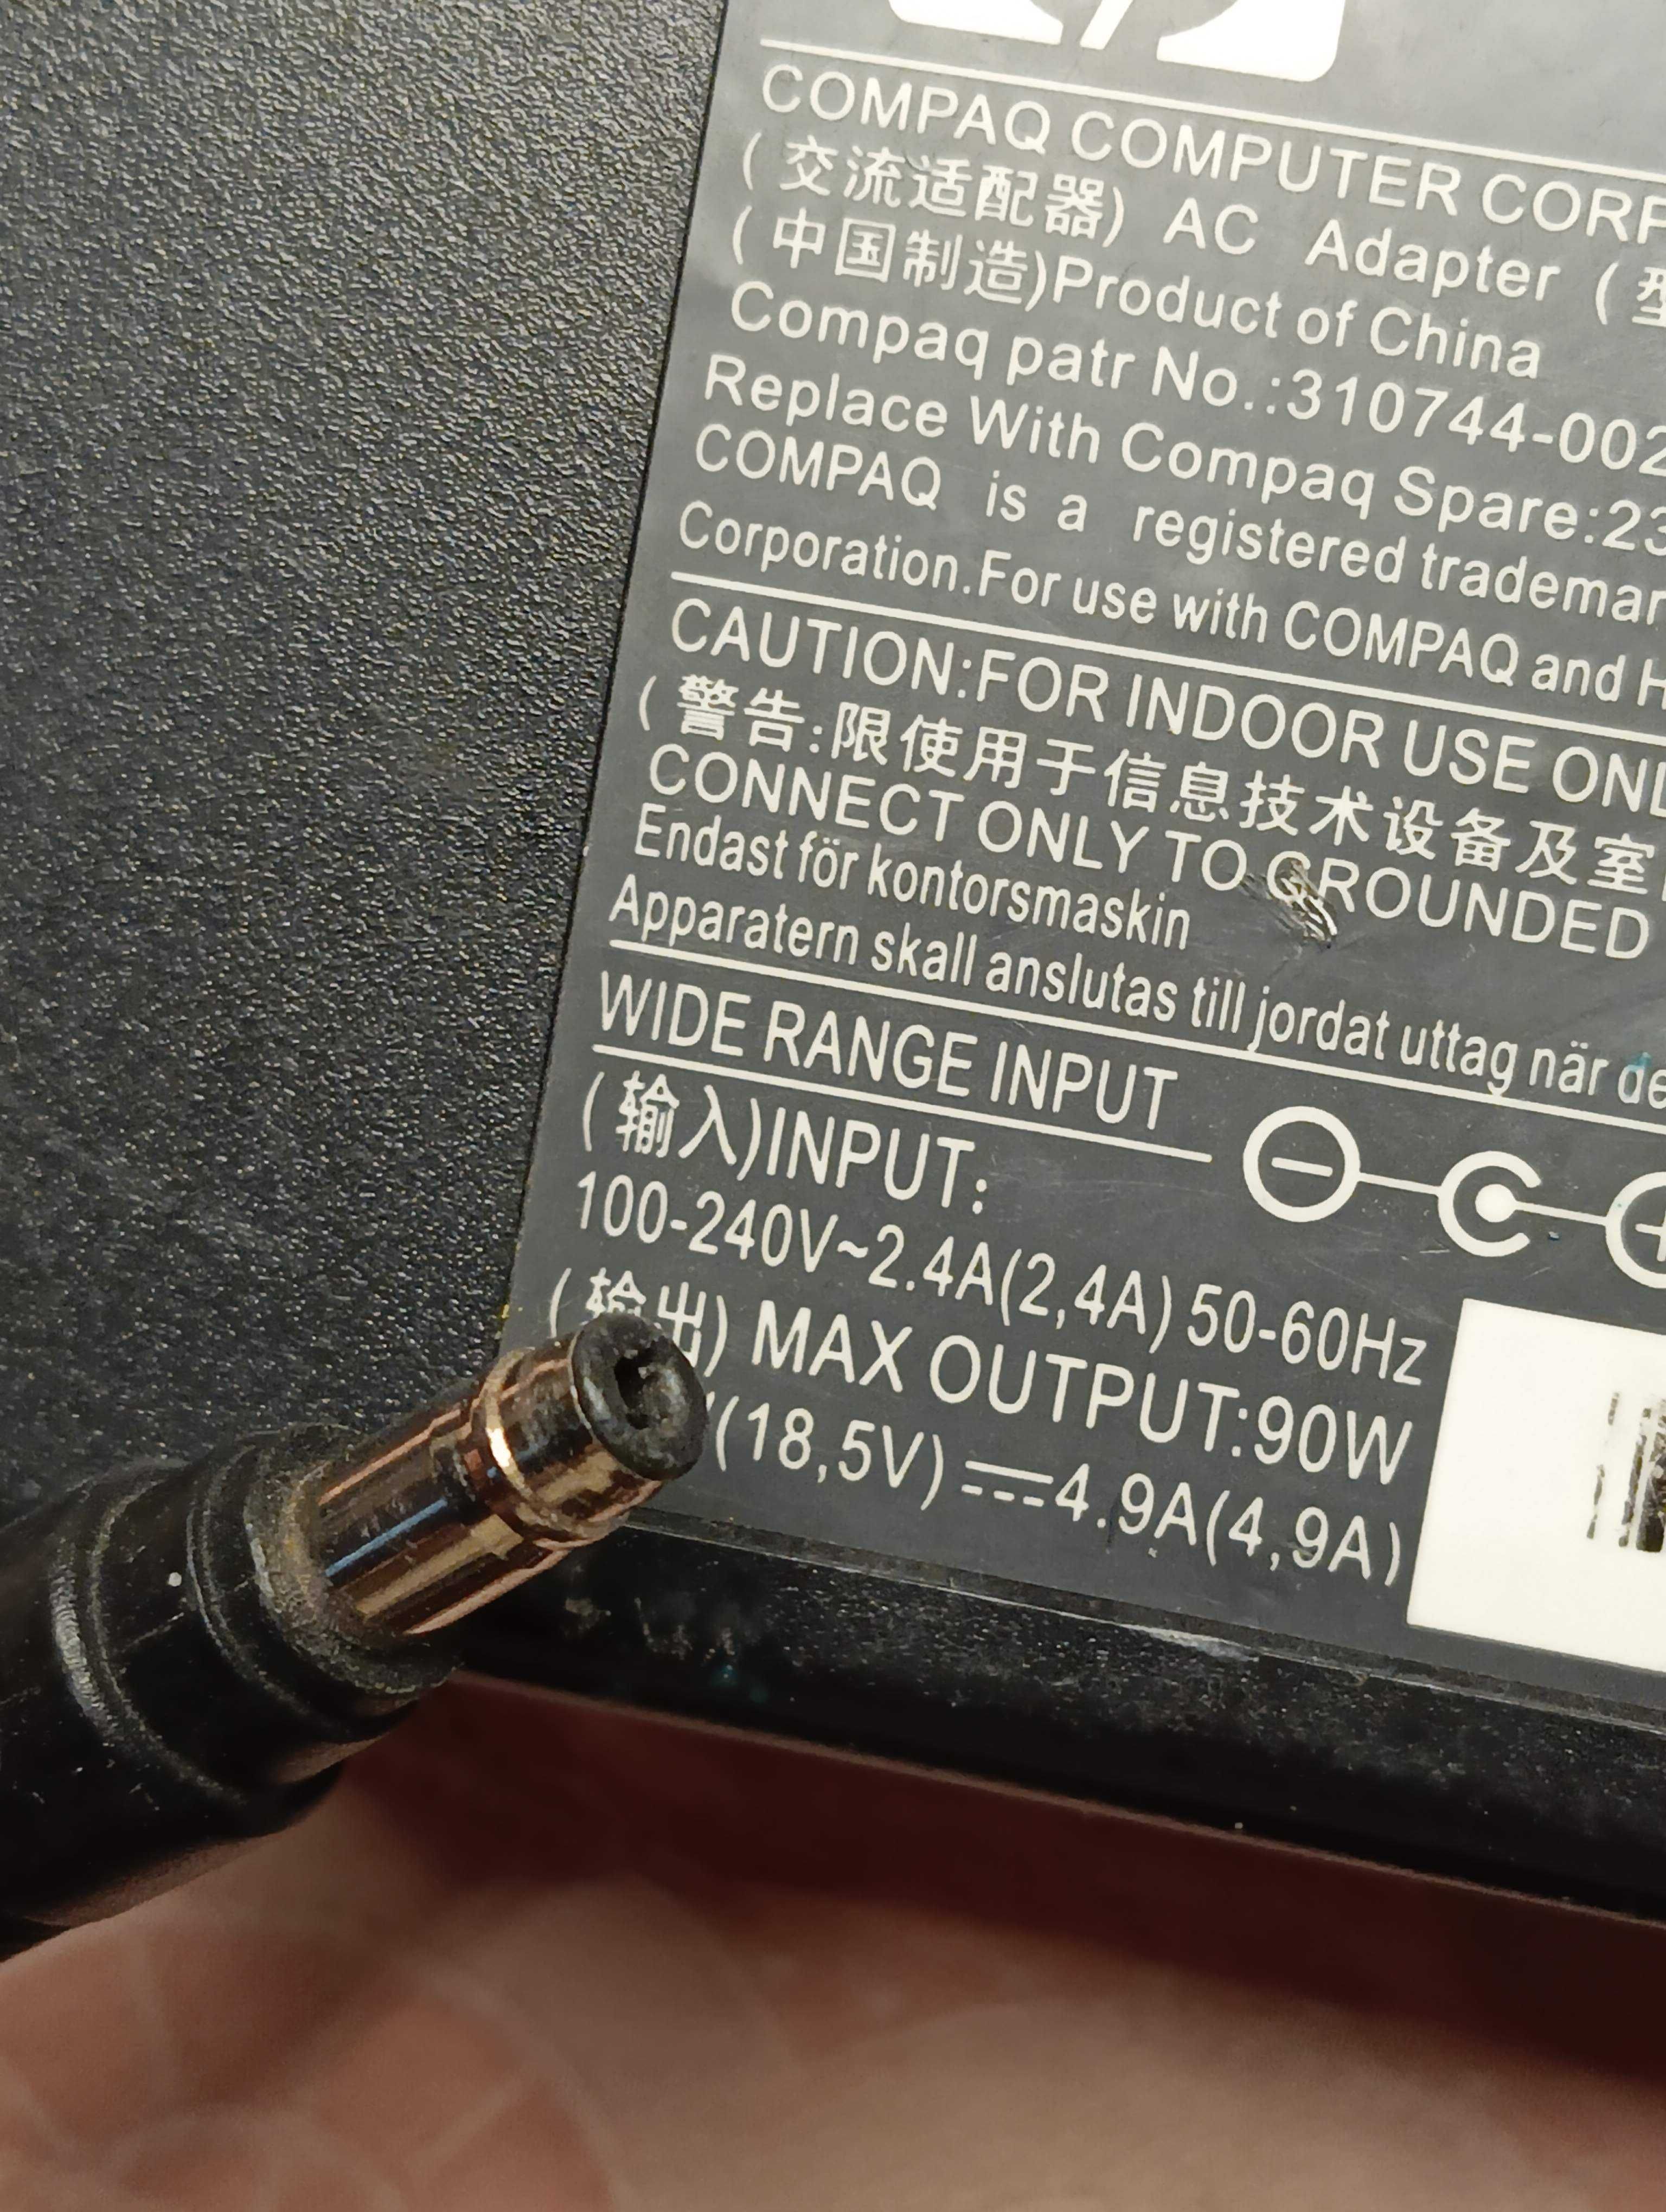 COMPAQ COMPUTER CORP
(交流适配器) AC Adapter (型
(中国制造)Product of China
Compaq patr No.:310744-002
Replace With Compaq Spare:23
COMPAQ is a registered trademar
Corporation.For use with COMPAQ and H
CAUTION:FOR INDOOR USE ONL
(警告:限使用于信息技术设备及室
CONNECT ONLY TO GROUNDED
Endast för kontorsmaskin
Apparatern skall anslutas till jordat uttag när de
WIDE RANGE INPUT
(输入)INPUT:
100-240V~2.4A(2,4A) 50-60Hz
(输出) MAX OUTPUT:90W
(18,5V) ⎓4.9A(4,9A)